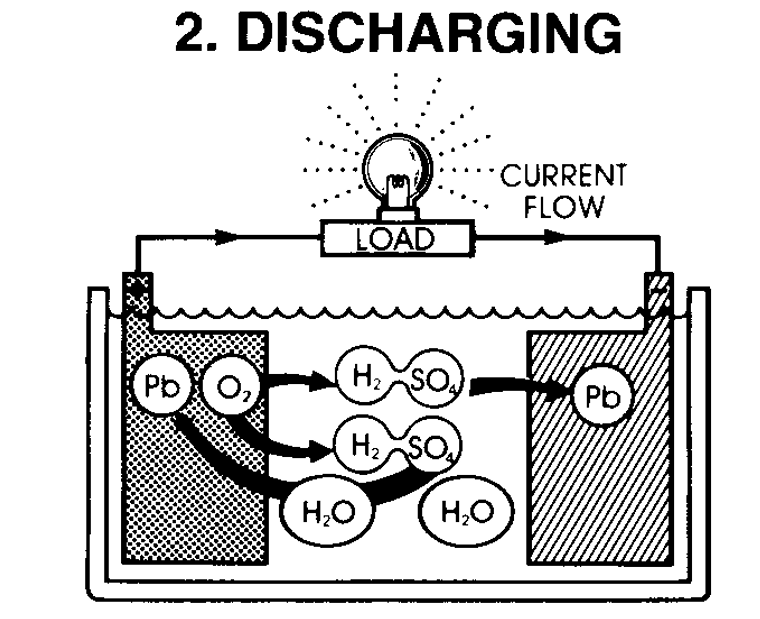 2. DISCHARGING
CURRENT
FLOW
LOAD
Pb
O₂
H₂
SO₄
Pb
H₂
SO₄
H₂O
H₂O